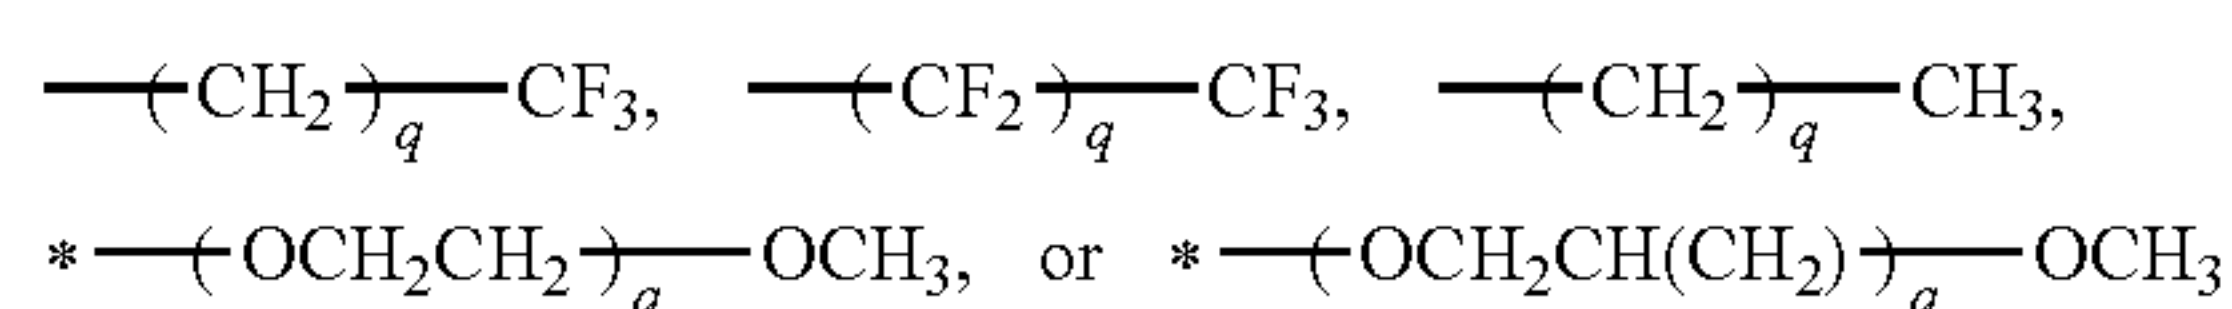 —(CH₂)q—CF₃, —(CF₂)q—CF₃, —(CH₂)q—CH₃,
*—(OCH₂CH₂)q—OCH₃, or *—(OCH₂CH(CH₂))q—OCH₃